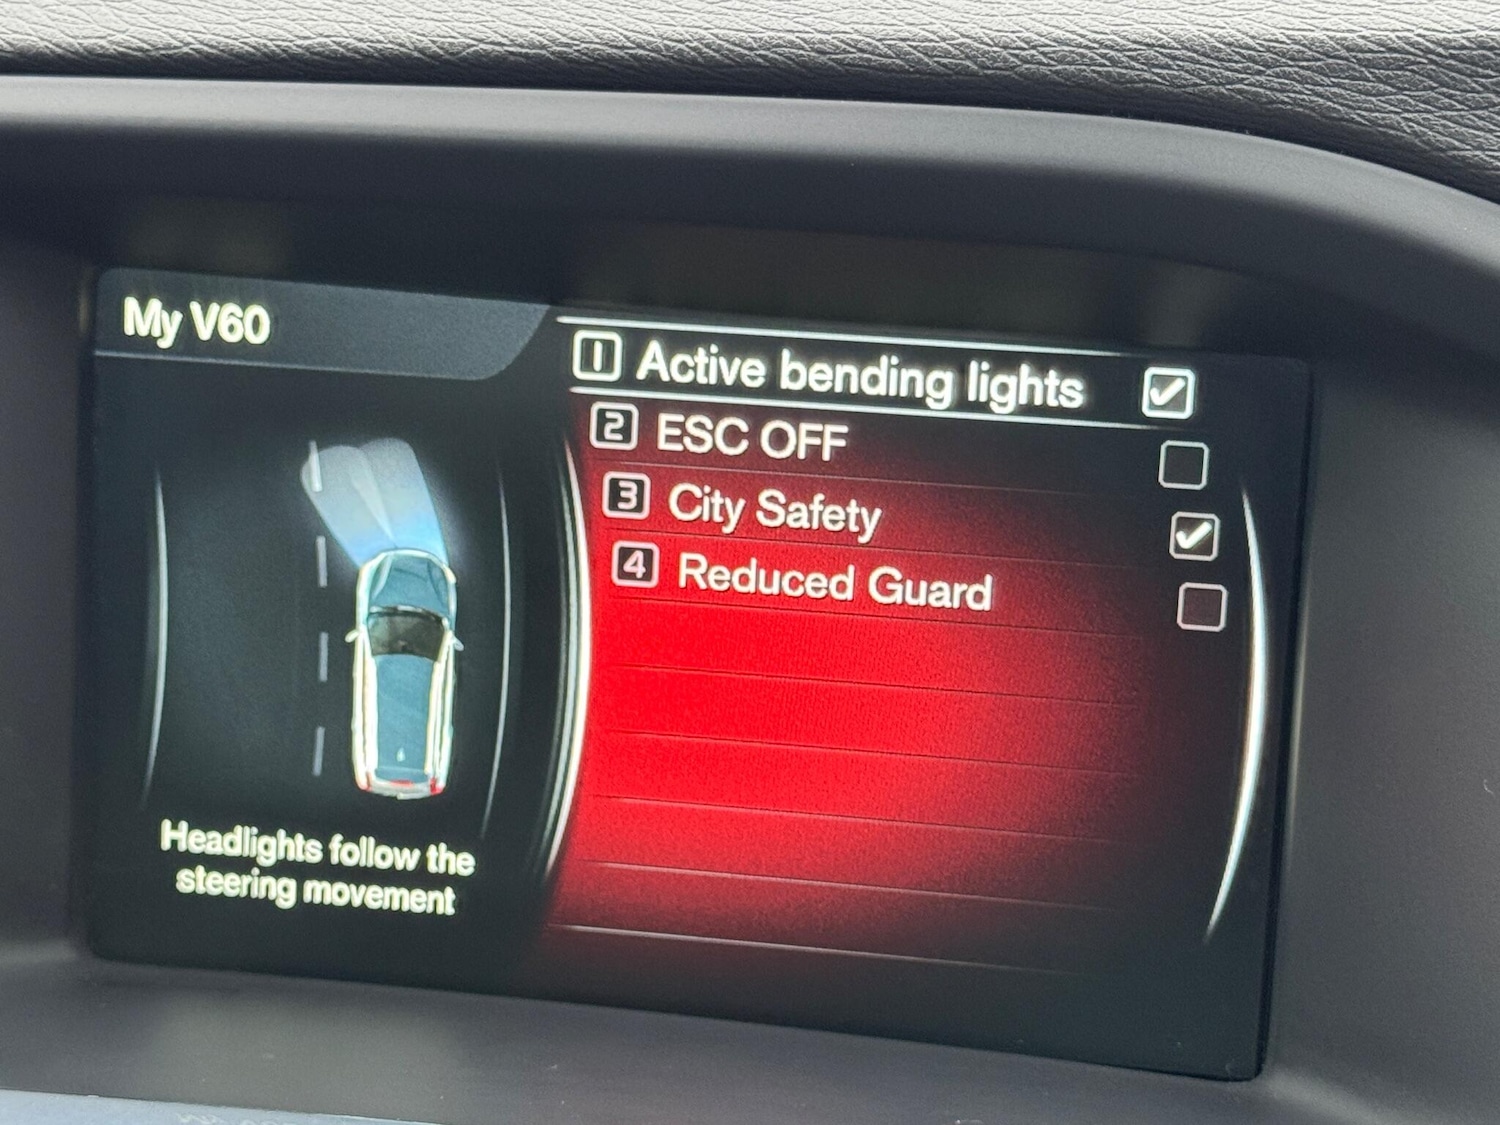 My V60
1 Active bending lights
2 ESC OFF
3 City Safety
4 Reduced Guard
Headlights follow the
steering movement